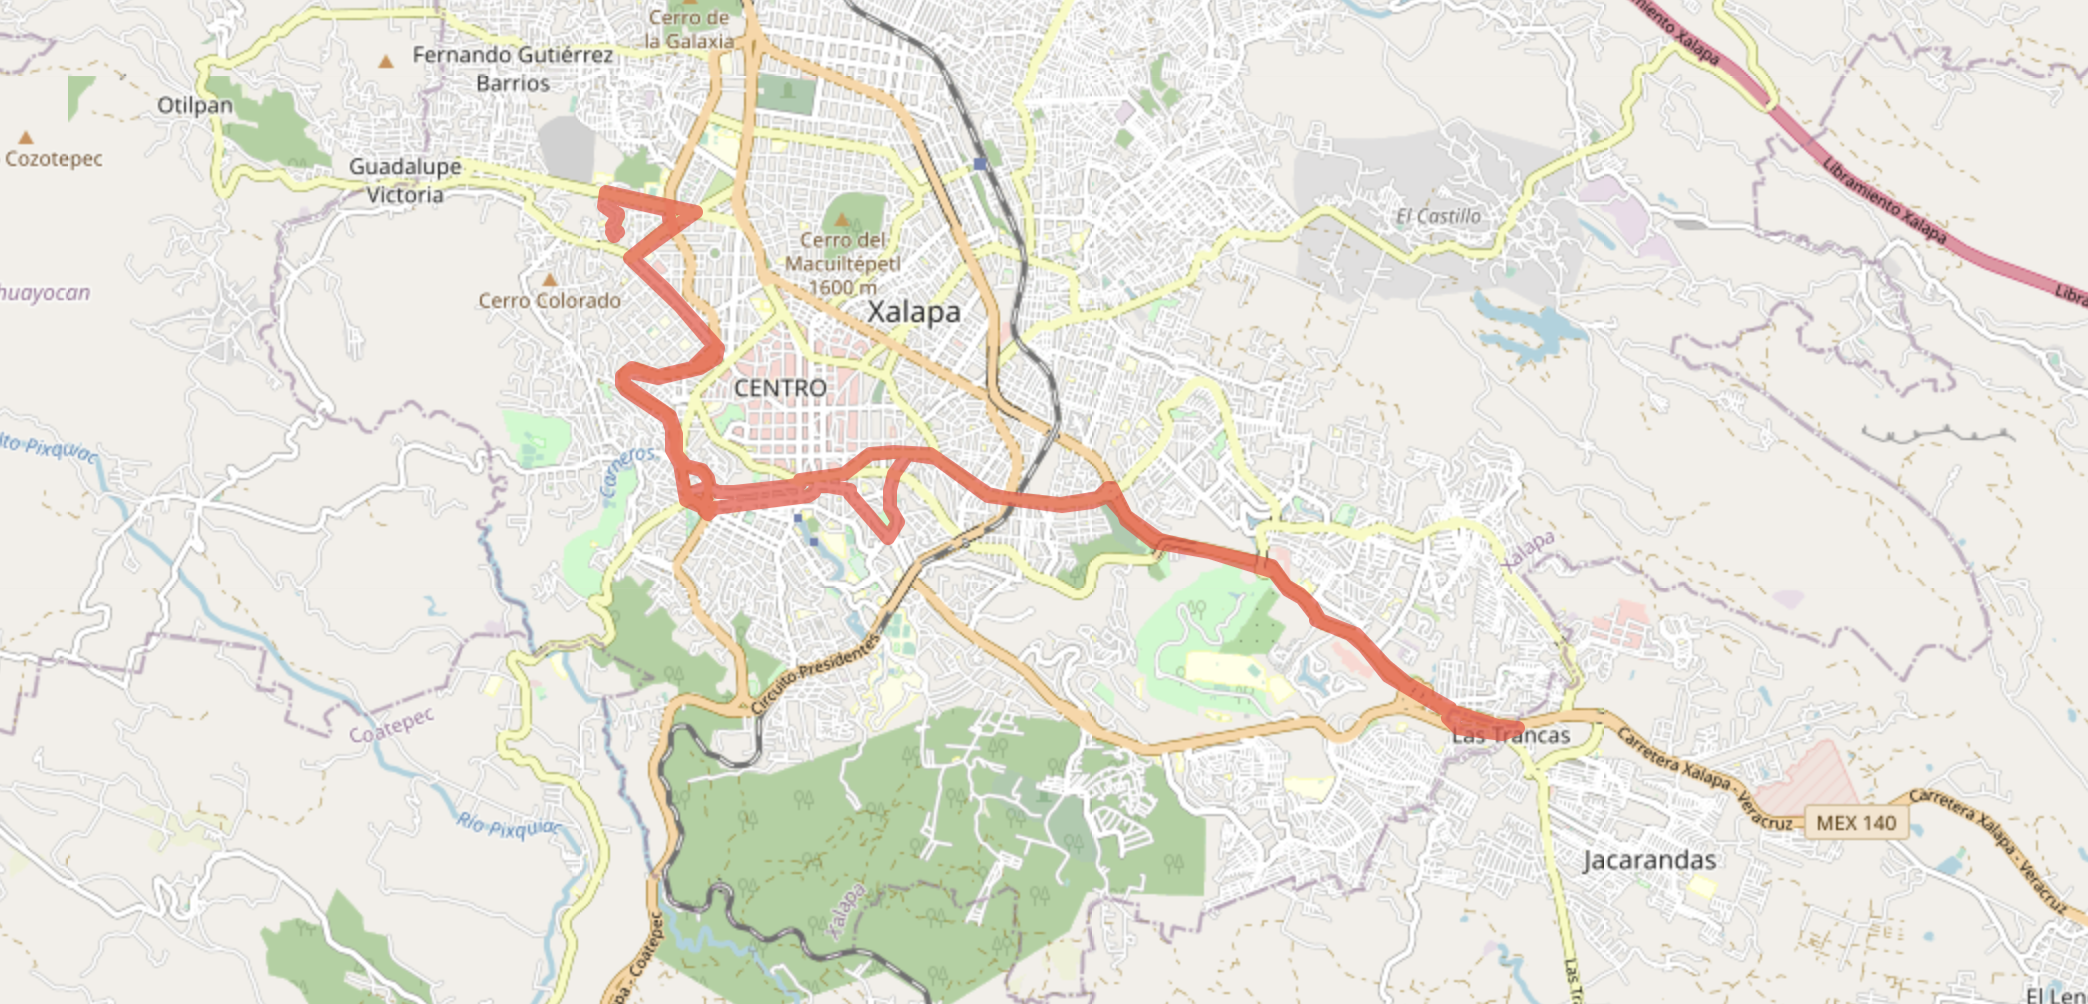 Cerro de
la Galaxia
Fernando Gutiérrez
Barrios
miento Xalapa
Otilpan
Cozotepec
Guadalupe
Victoria
Libramiento Xalapa
El Castillo
Cerro del
Macuiltépetl
1600 m
huayocan
Cerro Colorado
Xalapa
Libra
CENTRO
lto Pixquiac
Carneros
Xalapa
Circuito Presidentes
Coatepec
Las Trancas
Carretera Xalapa - Veracruz
MEX 140
Carretera Xalapa - Veracruz
Río Pixquiac
Jacarandas
Xalapa
pa - Coatepec
Las Tr
El Len